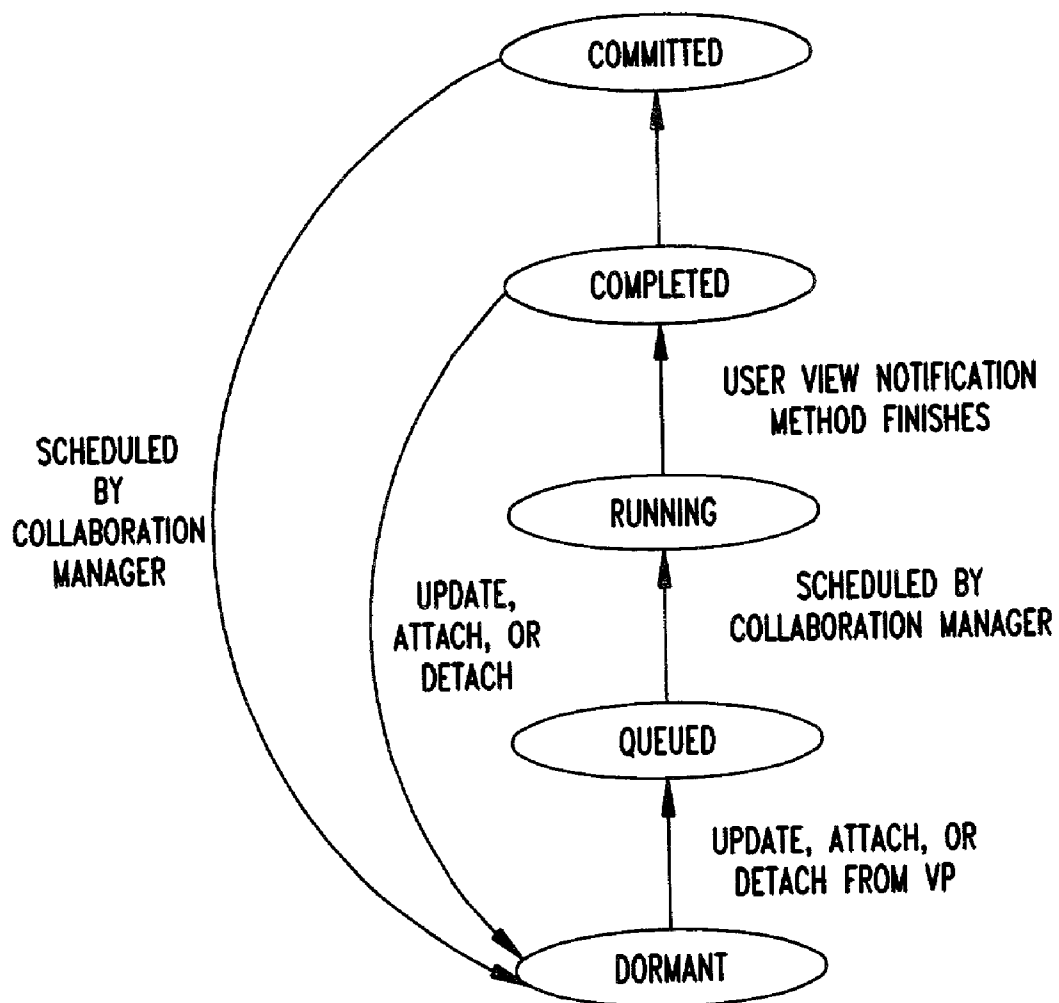 COMMITTED
COMPLETED
USER VIEW NOTIFICATION
METHOD FINISHES
SCHEDULED
BY
COLLABORATION
MANAGER
RUNNING
SCHEDULED BY
COLLABORATION MANAGER
UPDATE,
ATTACH, OR
DETACH
QUEUED
UPDATE, ATTACH, OR
DETACH FROM VP
DORMANT